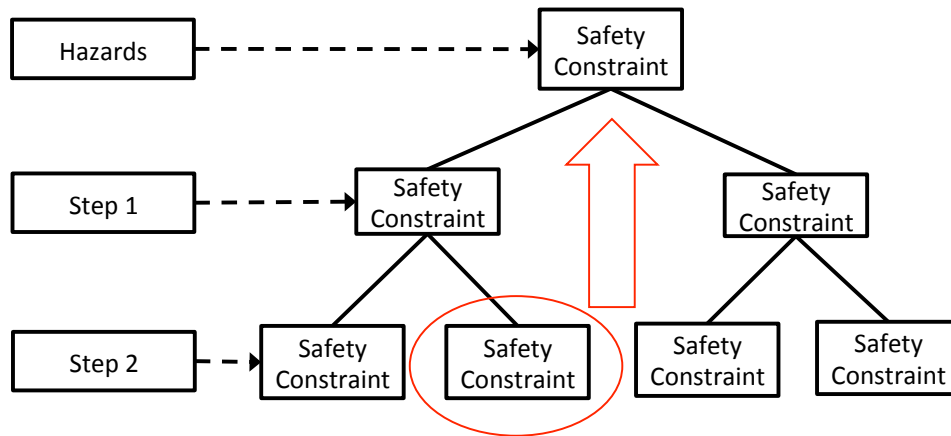 Hazards
Safety
Constraint
Step 1
Safety
Constraint
Safety
Constraint
Step 2
Safety
Constraint
Safety
Constraint
Safety
Constraint
Safety
Constraint